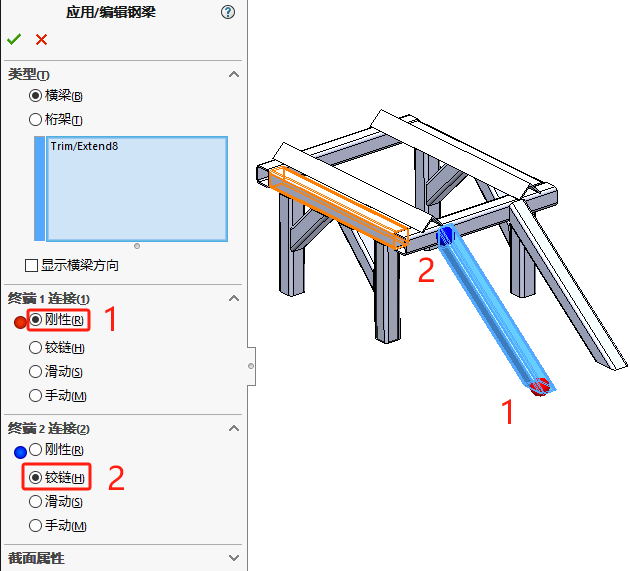 应用/编辑钢梁
?
类型(T)
横梁(B)
桁架(T)
Trim/Extend8
显示横梁方向
终端 1 连接(1)
刚性(R)
1
铰链(H)
滑动(S)
手动(M)
终端 2 连接(2)
刚性(R)
铰链(H)
2
滑动(S)
手动(M)
截面属性
2
1